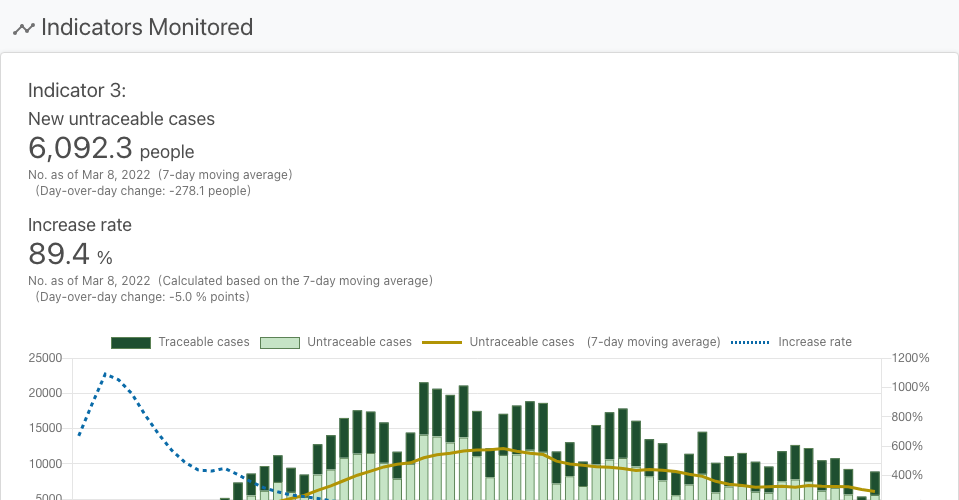 Indicators Monitored
Indicator 3:
New untraceable cases
6,092.3 people
No. as of Mar 8, 2022 (7-day moving average)
(Day-over-day change: -278.1 people)
Increase rate
89.4 %
No. as of Mar 8, 2022 (Calculated based on the 7-day moving average)
(Day-over-day change: -5.0 % points)
Traceable cases Untraceable cases Untraceable cases (7-day moving average) Increase rate
25000 1200%
20000 1000%
15000 800%
10000 600%
5000 400%